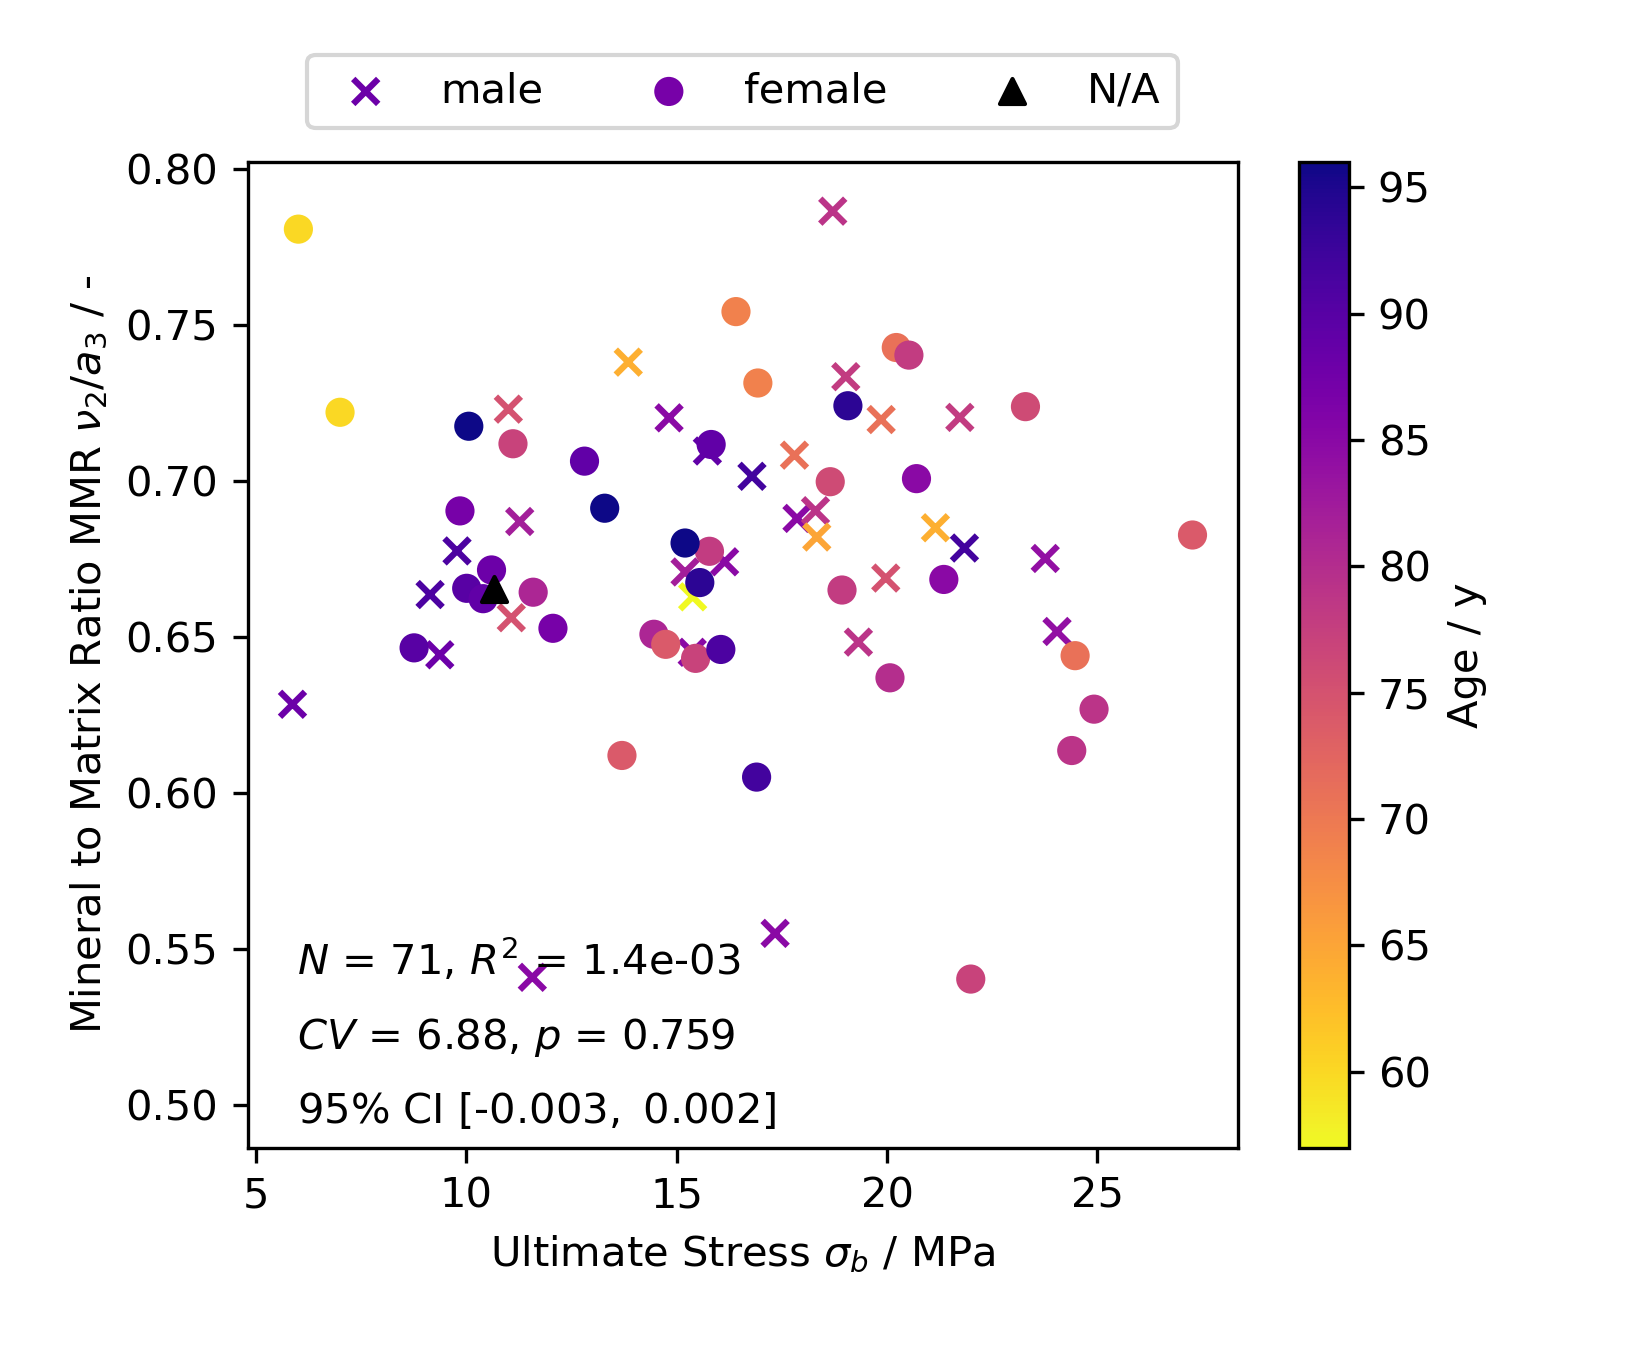 male female N/A
0.80
0.75
0.70
0.65
0.60
0.55
0.50
Mineral to Matrix Ratio MMR ν₂/a₃ / -
N = 71, R² = 1.4e-03
CV = 6.88, p = 0.759
95% CI [-0.003, 0.002]
5 10 15 20 25
Ultimate Stress σ_b / MPa
95
90
85
80
75
70
65
60
Age / y